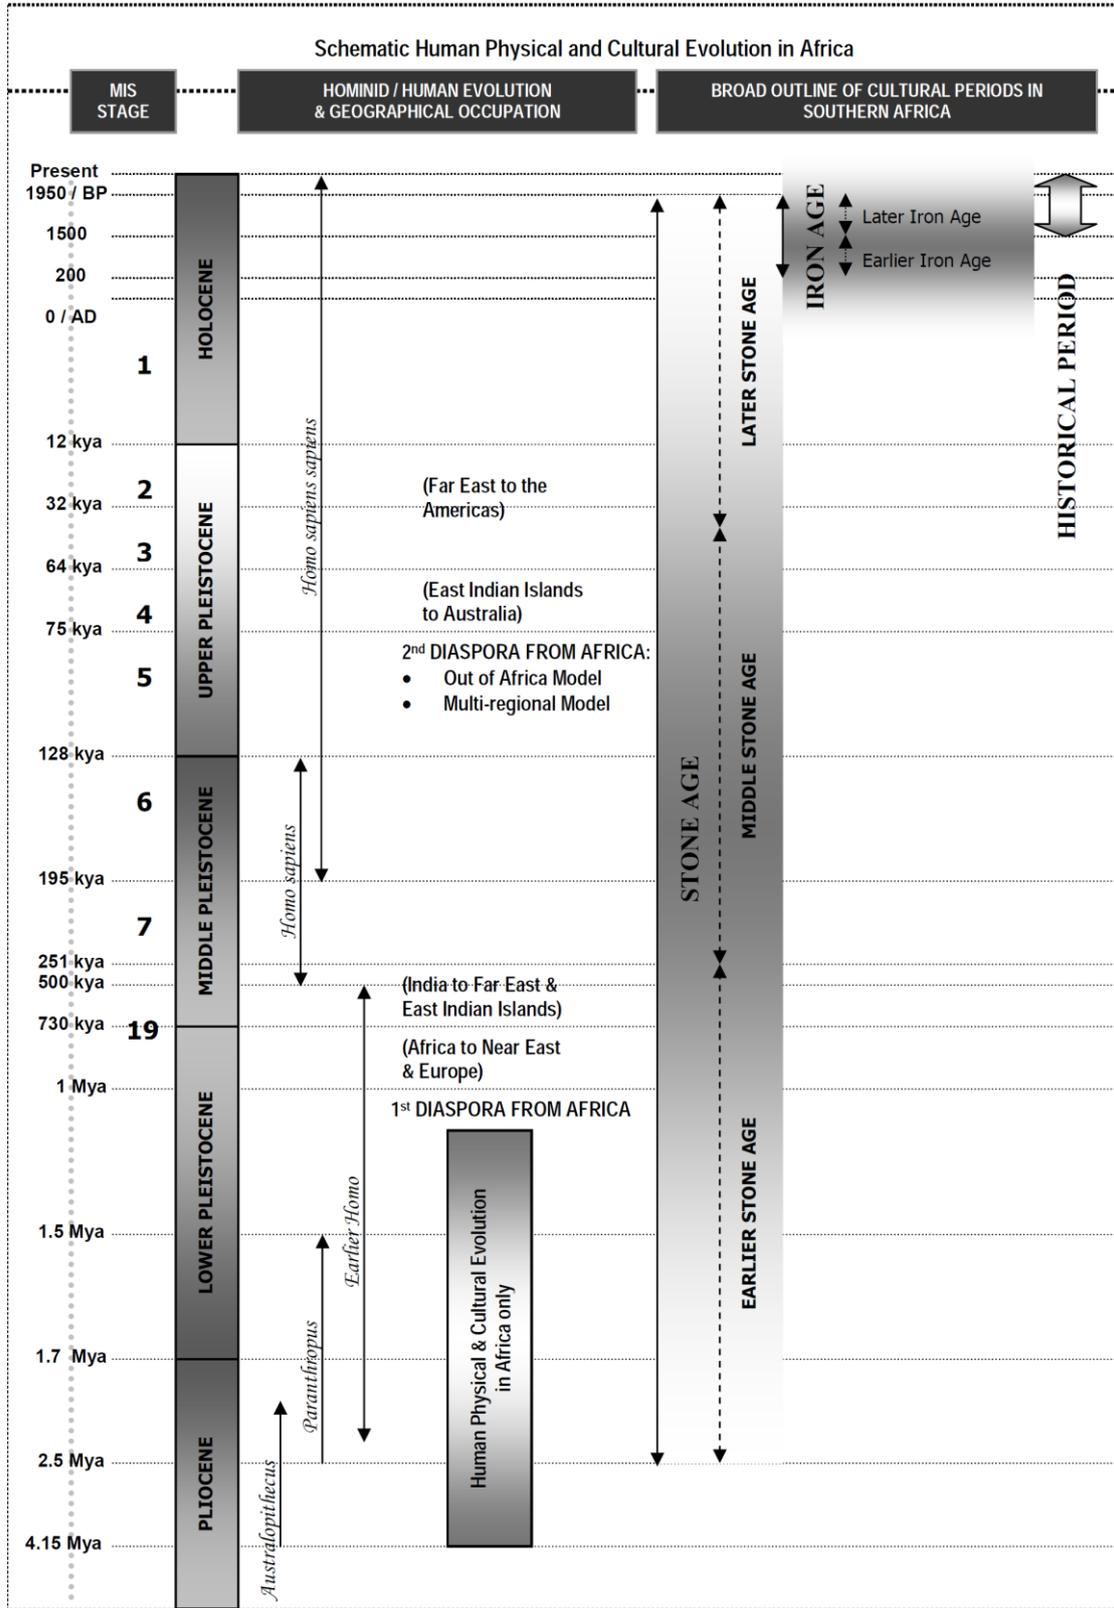 Schematic Human Physical and Cultural Evolution in Africa
MIS
STAGE
HOMINID / HUMAN EVOLUTION
& GEOGRAPHICAL OCCUPATION
BROAD OUTLINE OF CULTURAL PERIODS IN
SOUTHERN AFRICA
Present
1950 / BP
1500
200
0 / AD
12 kya
32 kya
64 kya
75 kya
128 kya
195 kya
251 kya
500 kya
730 kya
1 Mya
1.5 Mya
1.7 Mya
2.5 Mya
4.15 Mya
1
2
3
4
5
6
7
19
HOLOCENE
UPPER PLEISTOCENE
MIDDLE PLEISTOCENE
LOWER PLEISTOCENE
PLIOCENE
Homo sapiens sapiens
Homo sapiens
Earlier Homo
Paranthropus
Australopithecus
(Far East to the
Americas)
(East Indian Islands
to Australia)
2nd DIASPORA FROM AFRICA:
• Out of Africa Model
• Multi-regional Model
(India to Far East &
East Indian Islands)
(Africa to Near East
& Europe)
1st DIASPORA FROM AFRICA
Human Physical & Cultural Evolution
in Africa only
STONE AGE
LATER STONE AGE
MIDDLE STONE AGE
EARLIER STONE AGE
IRON AGE
Later Iron Age
Earlier Iron Age
HISTORICAL PERIOD